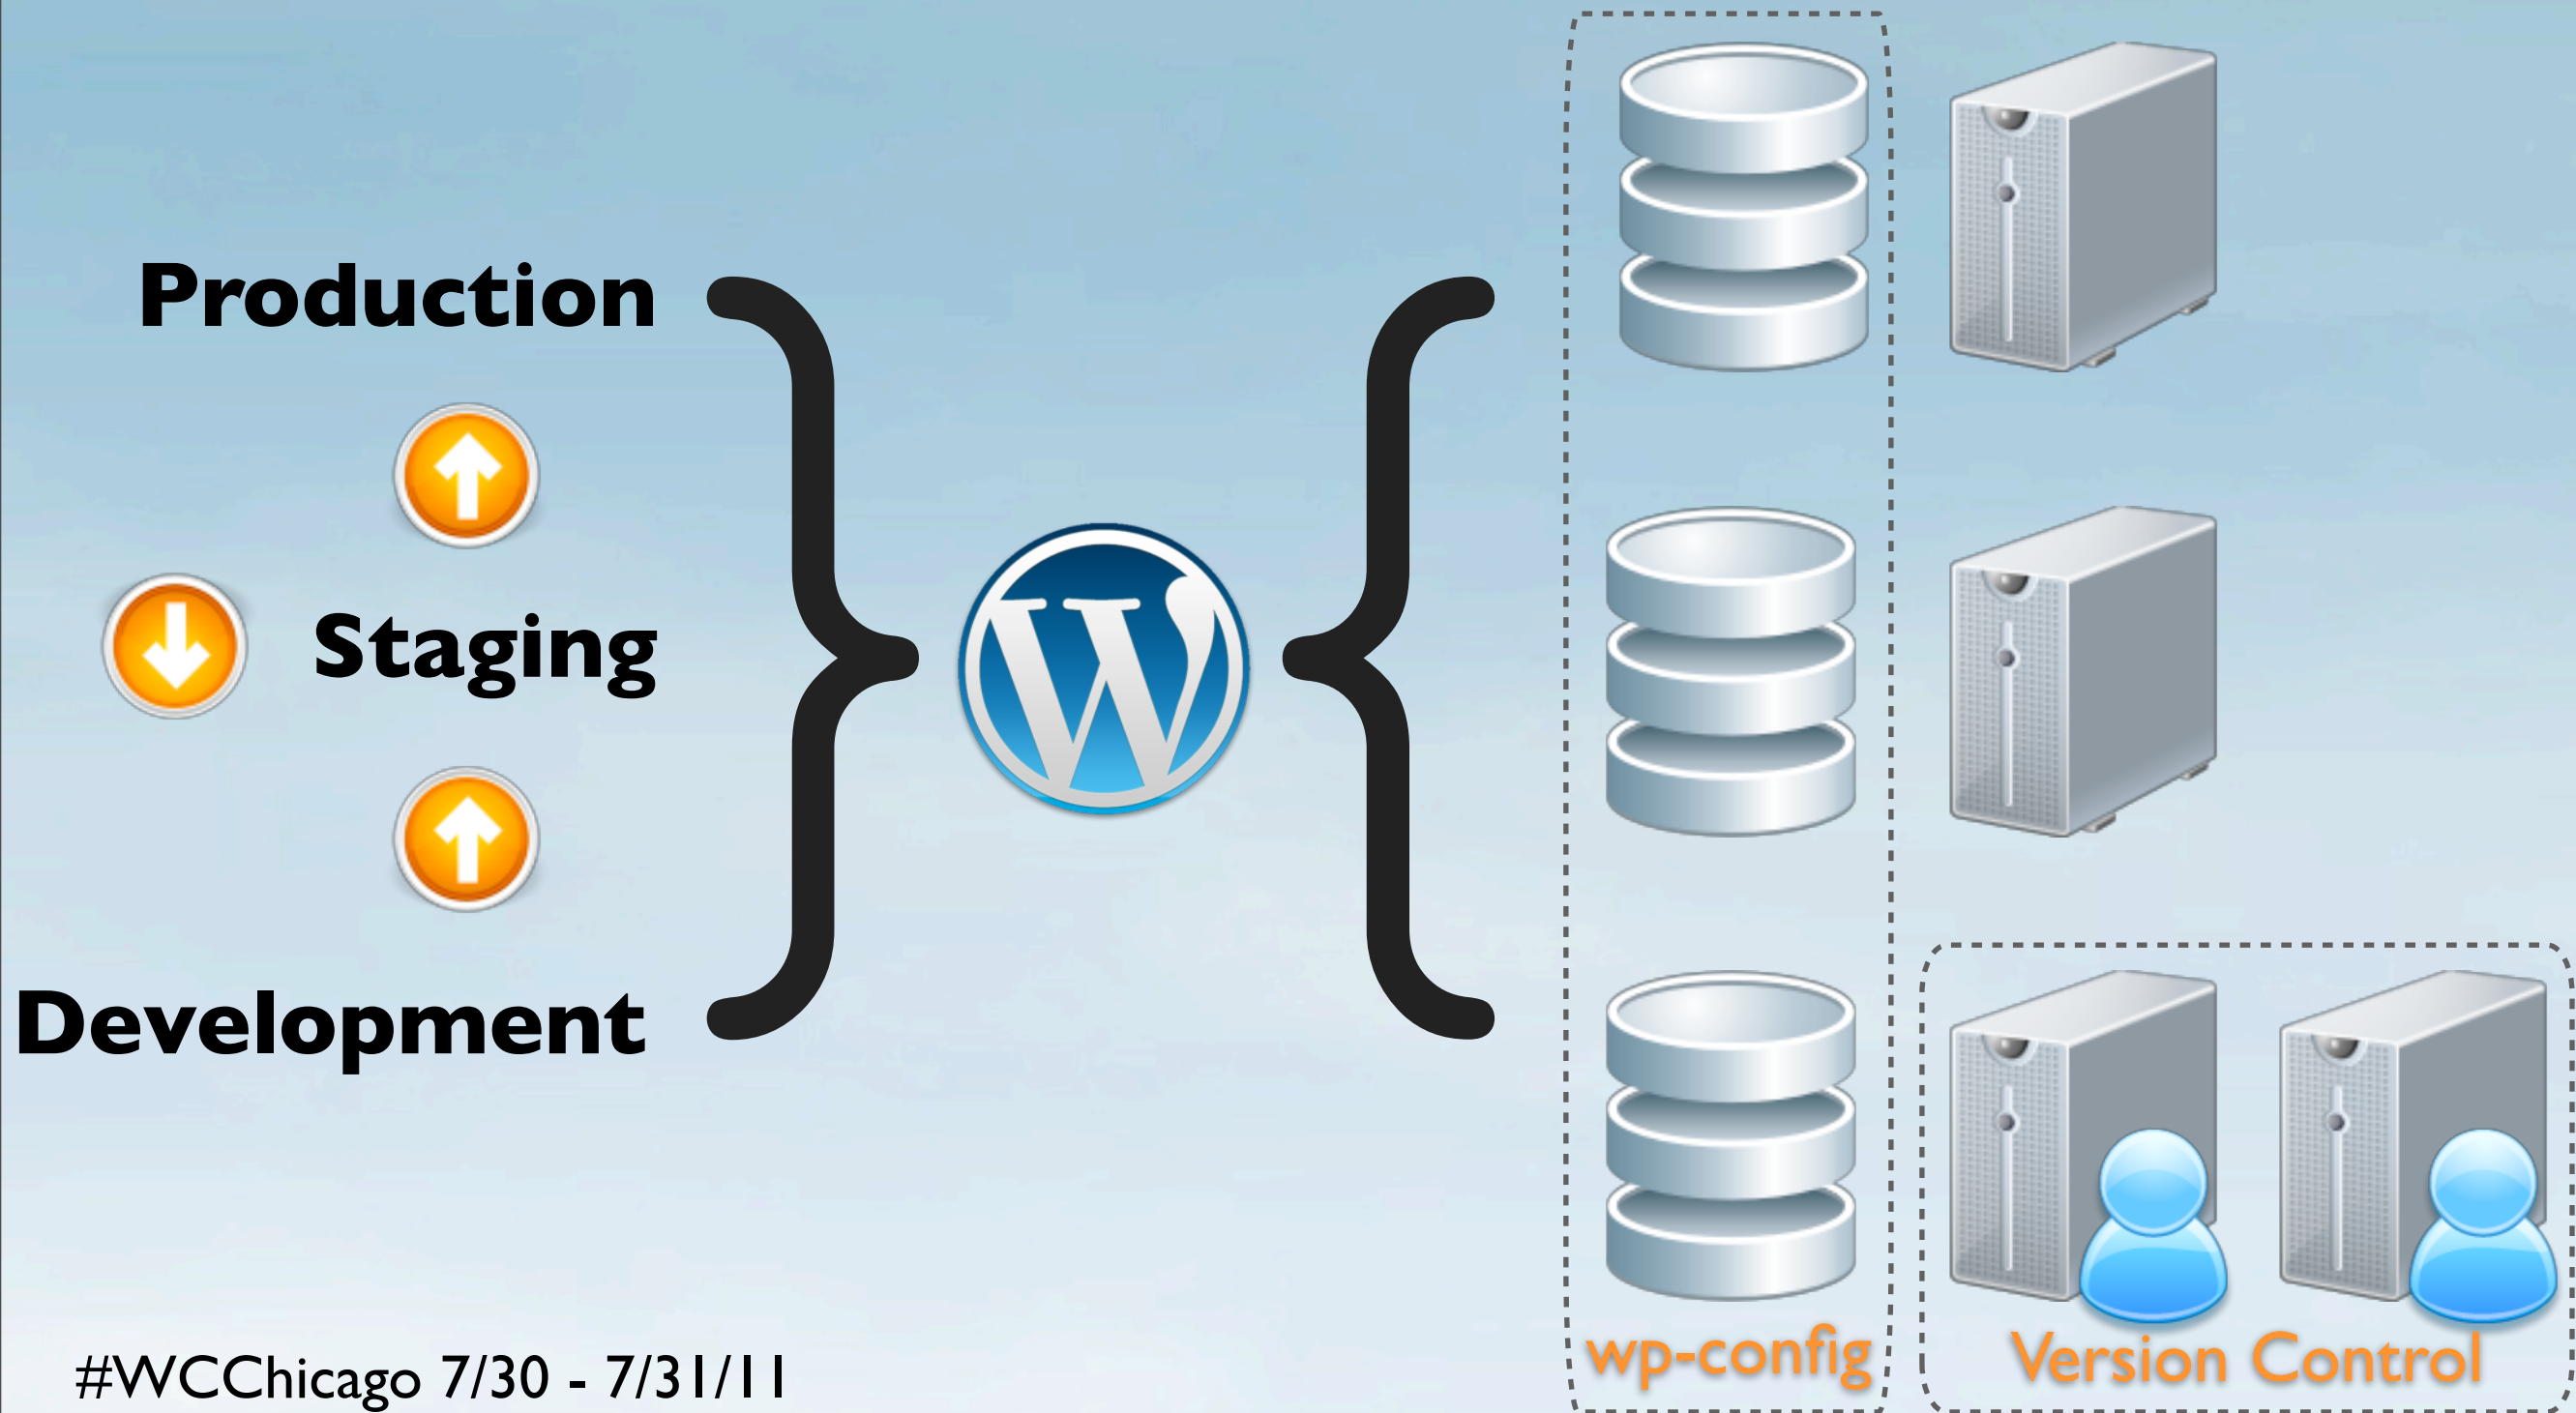 Production
Staging
Development
wp-config
Version Control
#WCChicago 7/30 - 7/31/11